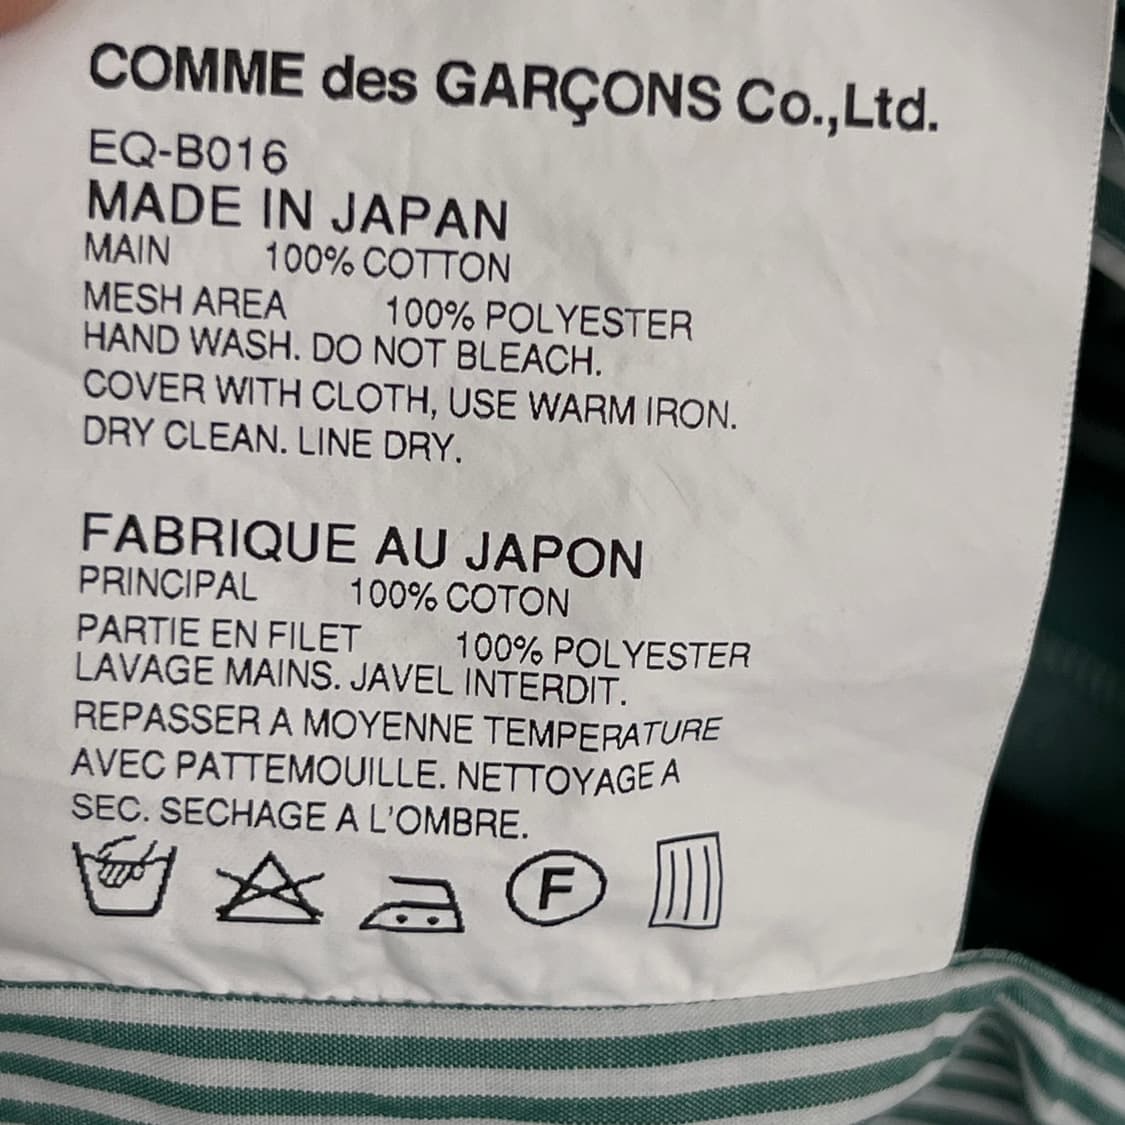 COMME des GARÇONS Co.,Ltd.
EQ-B016
MADE IN JAPAN
MAIN 100% COTTON
MESH AREA 100% POLYESTER
HAND WASH. DO NOT BLEACH.
COVER WITH CLOTH, USE WARM IRON.
DRY CLEAN. LINE DRY.
FABRIQUE AU JAPON
PRINCIPAL 100% COTON
PARTIE EN FILET 100% POLYESTER
LAVAGE MAINS. JAVEL INTERDIT.
REPASSER A MOYENNE TEMPERATURE
AVEC PATTEMOUILLE. NETTOYAGE A
SEC. SECHAGE A L'OMBRE.
F